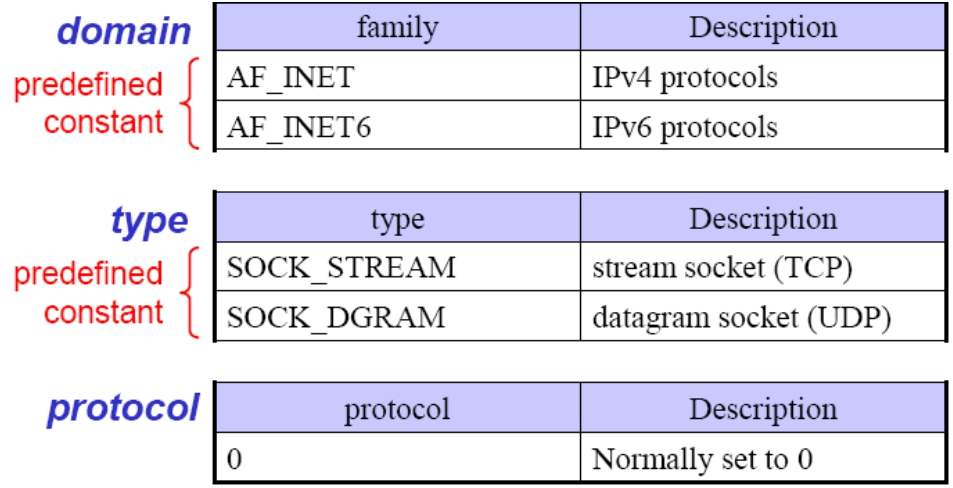 domain family Description
predefined constant
AF_INET IPv4 protocols
AF_INET6 IPv6 protocols
type type Description
predefined constant
SOCK_STREAM stream socket (TCP)
SOCK_DGRAM datagram socket (UDP)
protocol protocol Description
0 Normally set to 0